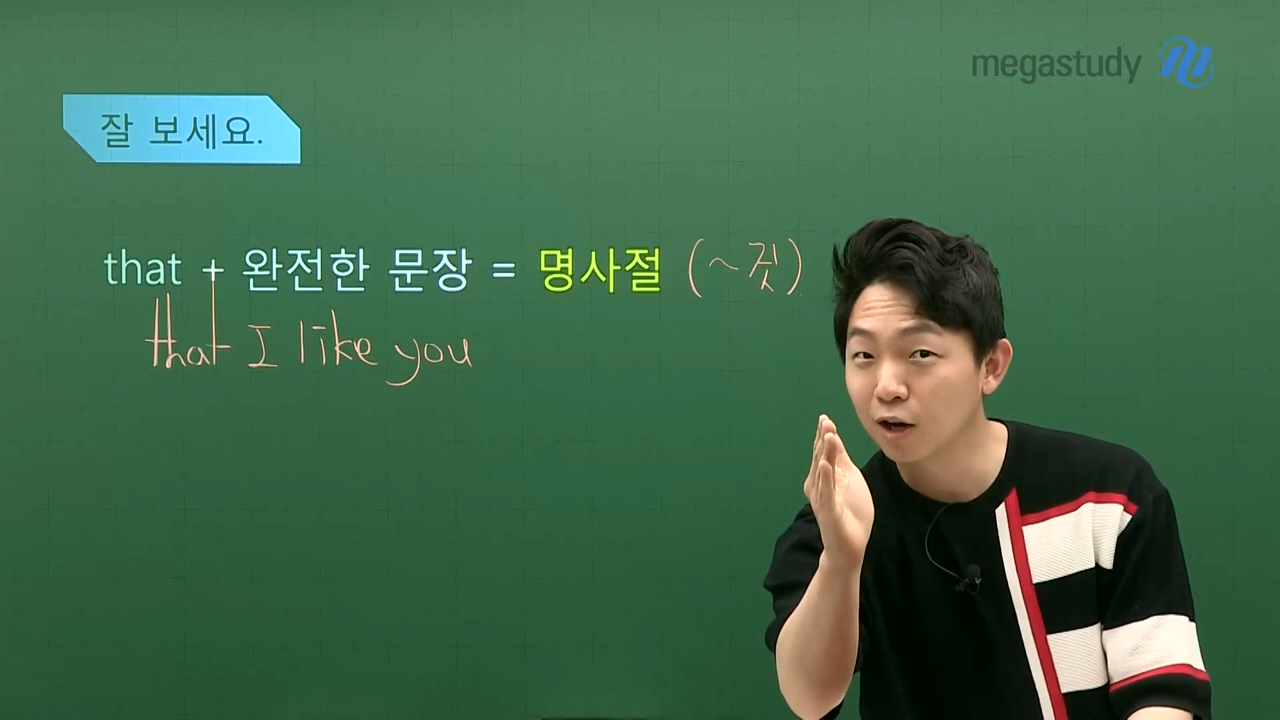 megastudy
잘 보세요.
that + 완전한 문장 = 명사절 (~것)
that I like you